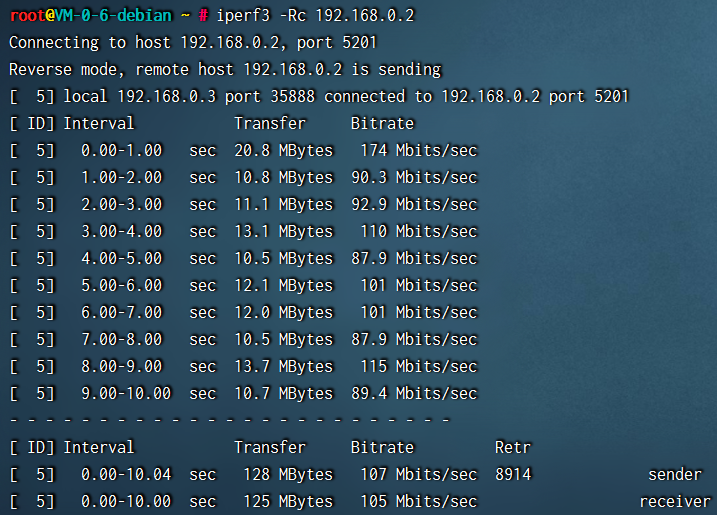 root@VM-0-6-debian ~ # iperf3 -Rc 192.168.0.2
Connecting to host 192.168.0.2, port 5201
Reverse mode, remote host 192.168.0.2 is sending
[  5] local 192.168.0.3 port 35888 connected to 192.168.0.2 port 5201
[ ID] Interval           Transfer     Bitrate
[  5]   0.00-1.00   sec  20.8 MBytes   174 Mbits/sec
[  5]   1.00-2.00   sec  10.8 MBytes  90.3 Mbits/sec
[  5]   2.00-3.00   sec  11.1 MBytes  92.9 Mbits/sec
[  5]   3.00-4.00   sec  13.1 MBytes   110 Mbits/sec
[  5]   4.00-5.00   sec  10.5 MBytes  87.9 Mbits/sec
[  5]   5.00-6.00   sec  12.1 MBytes   101 Mbits/sec
[  5]   6.00-7.00   sec  12.0 MBytes   101 Mbits/sec
[  5]   7.00-8.00   sec  10.5 MBytes  87.9 Mbits/sec
[  5]   8.00-9.00   sec  13.7 MBytes   115 Mbits/sec
[  5]   9.00-10.00  sec  10.7 MBytes  89.4 Mbits/sec
- - - - - - - - - - - - - - - - - - - - - - - - -
[ ID] Interval           Transfer     Bitrate         Retr
[  5]   0.00-10.04  sec   128 MBytes   107 Mbits/sec  8914             sender
[  5]   0.00-10.00  sec   125 MBytes   105 Mbits/sec                  receiver